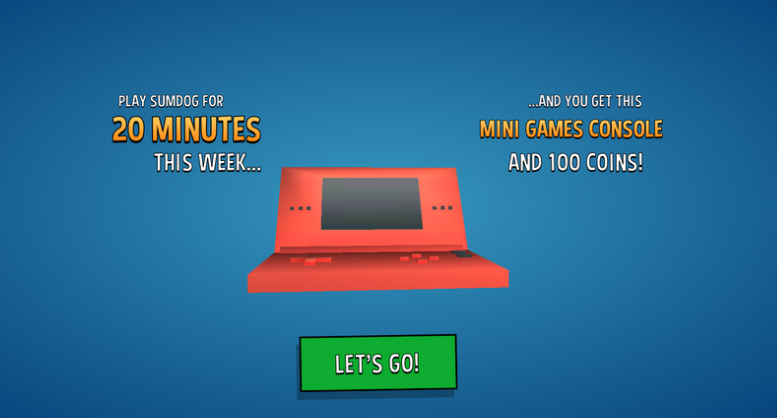 PLAY SUMDOG FOR
20 MINUTES
THIS WEEK...
...AND YOU GET THIS
MINI GAMES CONSOLE
AND 100 COINS!
LET'S GO!